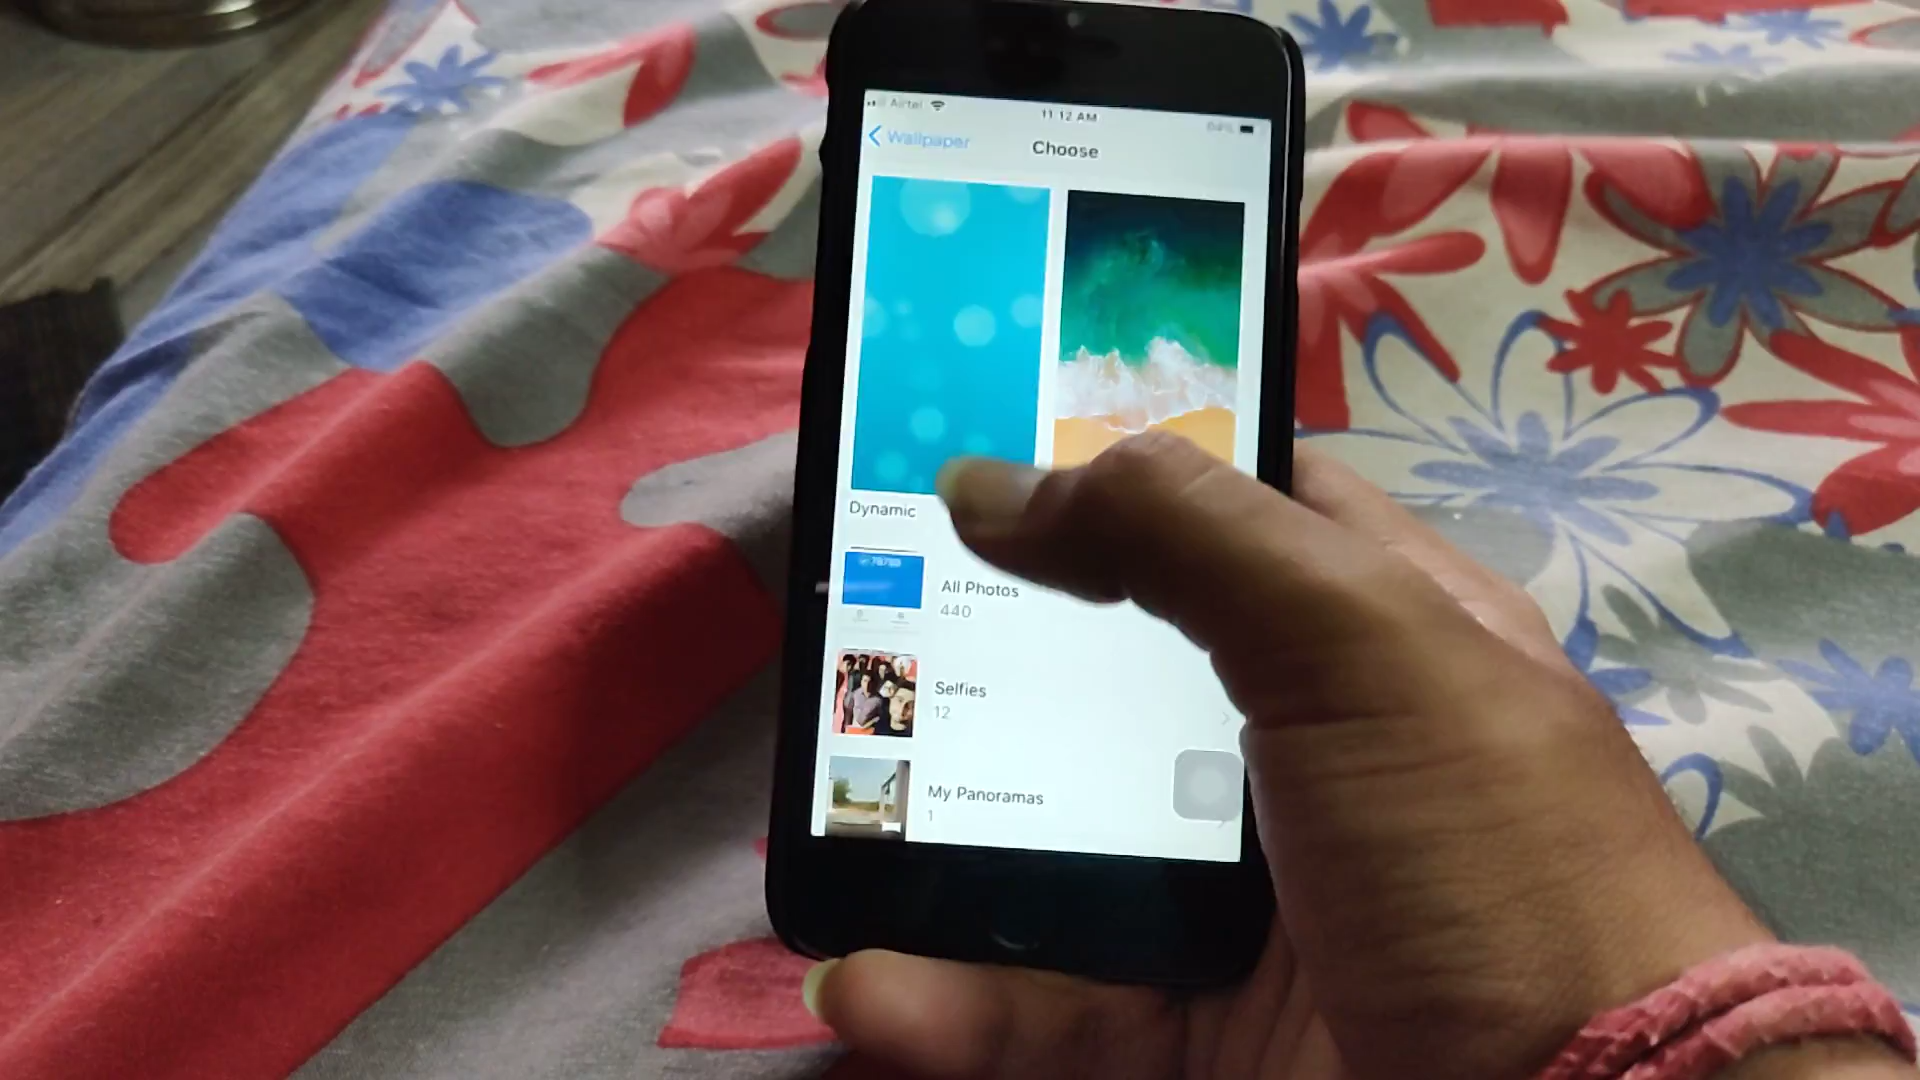 Airtel
11:12 AM
Wallpaper
Choose
Dynamic
All Photos
440
Selfies
12
My Panoramas
1